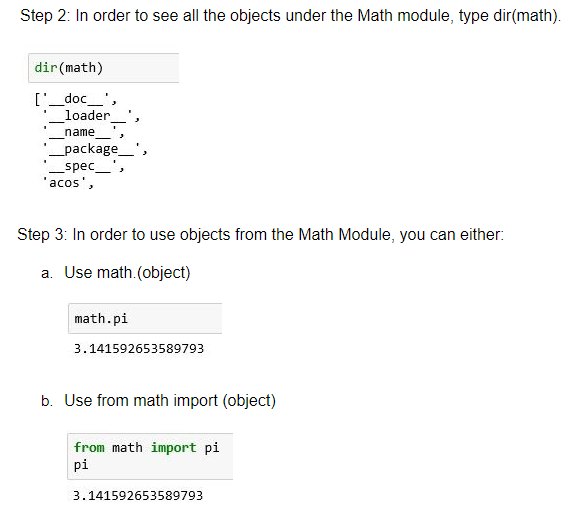 Step 2: In order to see all the objects under the Math module, type dir(math).
dir(math)
['__doc__',
'__loader__',
'__name__',
'__package__',
'__spec__',
'acos',
Step 3: In order to use objects from the Math Module, you can either:
a. Use math.(object)
math.pi
3.141592653589793
b. Use from math import (object)
from math import pi
pi
3.141592653589793